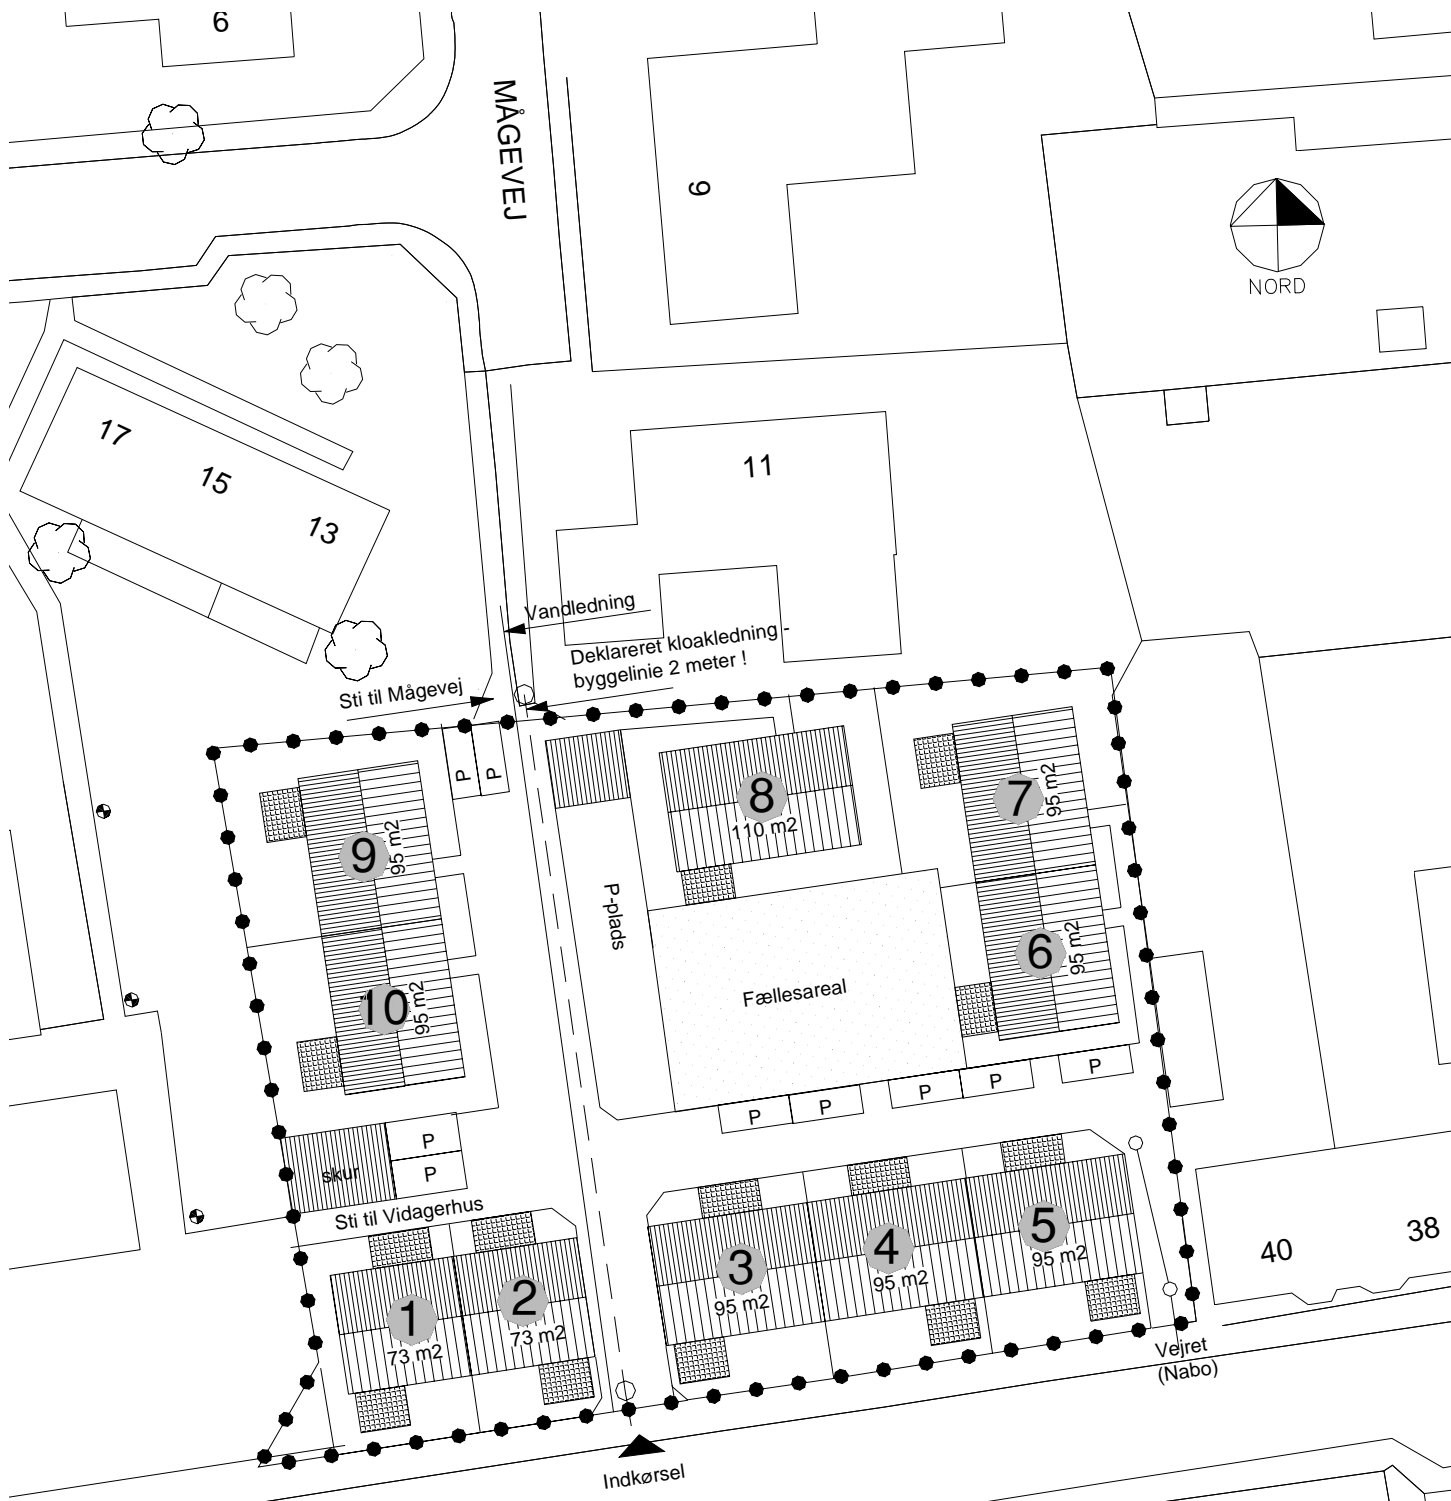 6
MÅGEVEJ
9
NORD
17
15
13
11
Vandledning
Deklareret kloakledning -
byggelinie 2 meter !
Sti til Mågevej
P
P
8
110 m2
7
95 m2
9
95 m2
P-plads
6
95 m2
10
95 m2
Fællesareal
P
P
P
P
P
P
P
skur
Sti til Vidagerhus
5
95 m2
4
95 m2
3
95 m2
2
73 m2
1
73 m2
40
38
Vejret
(Nabo)
Indkørsel